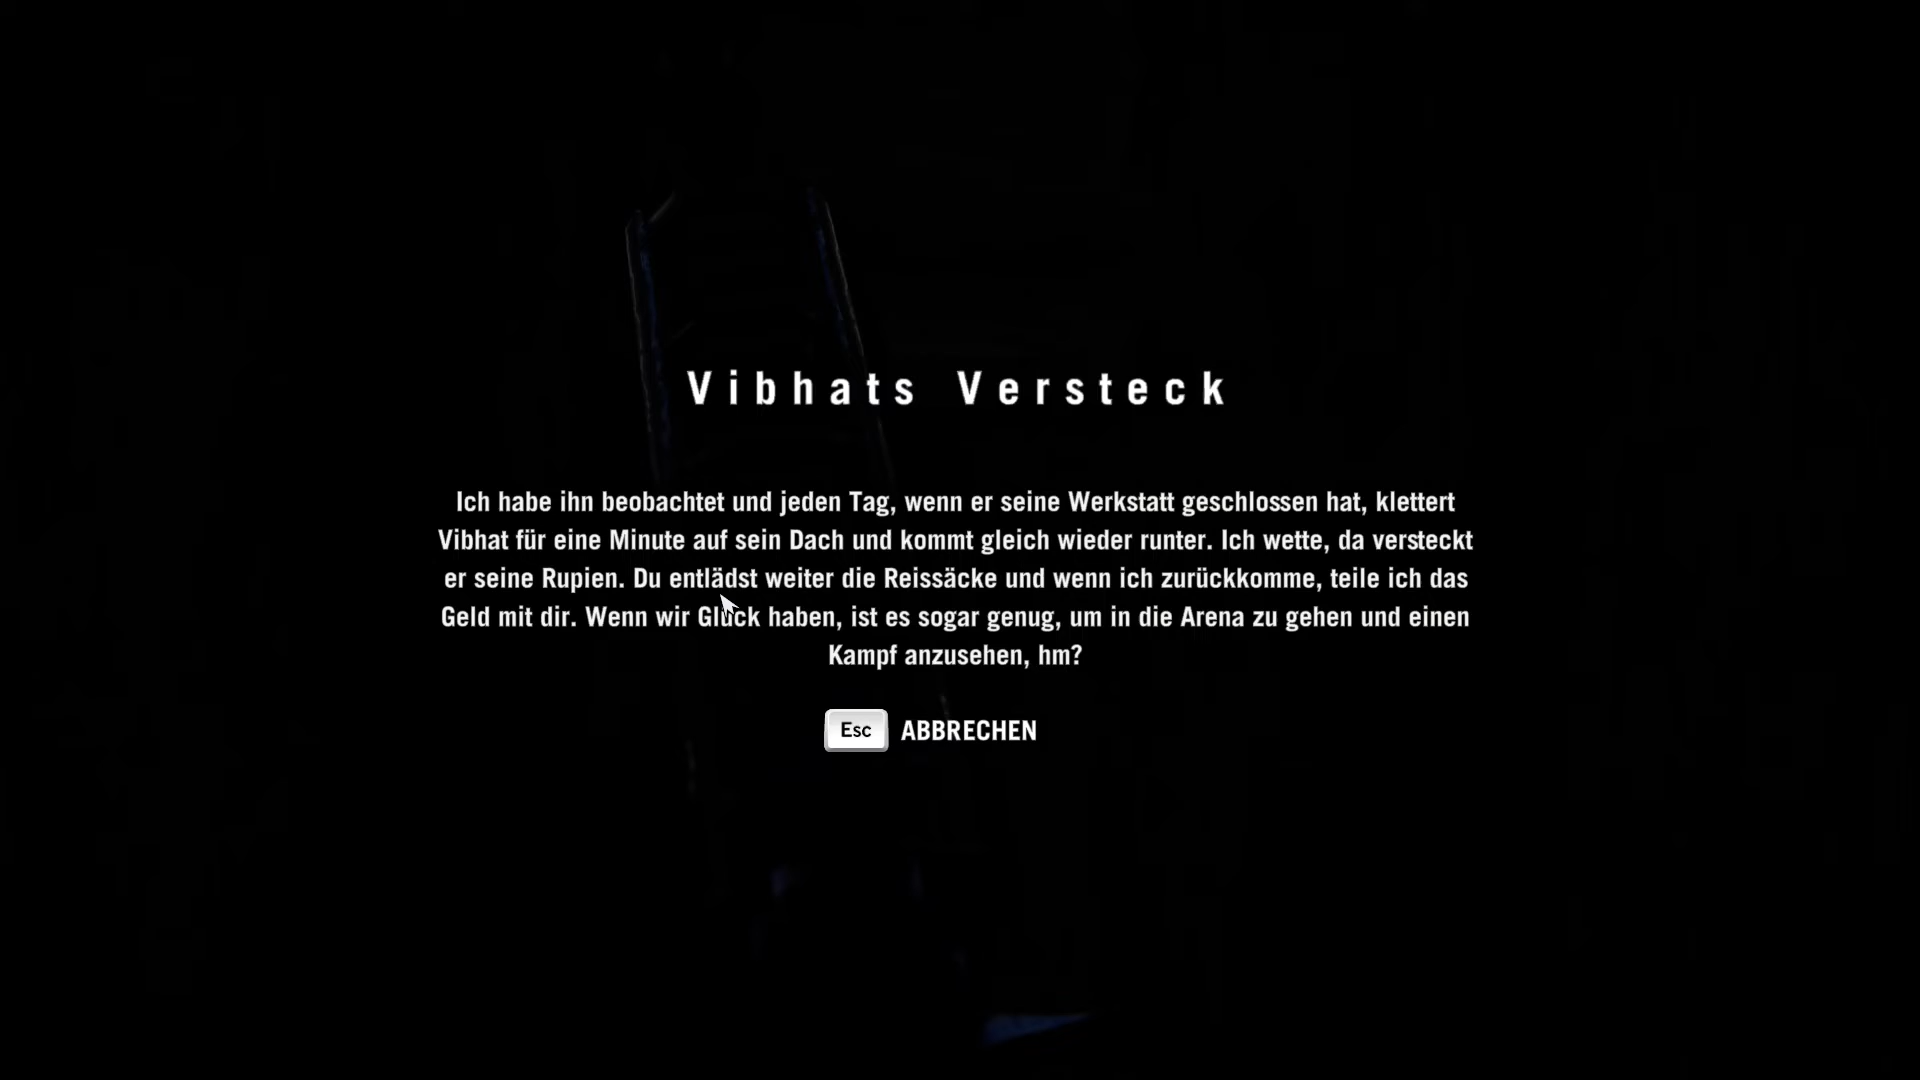 Vibhats Versteck
Ich habe ihn beobachtet und jeden Tag, wenn er seine Werkstatt geschlossen hat, klettert
Vibhat für eine Minute auf sein Dach und kommt gleich wieder runter. Ich wette, da versteckt
er seine Rupien. Du entlädst weiter die Reissäcke und wenn ich zurückkomme, teile ich das
Geld mit dir. Wenn wir Glück haben, ist es sogar genug, um in die Arena zu gehen und einen
Kampf anzusehen, hm?
Esc ABBRECHEN